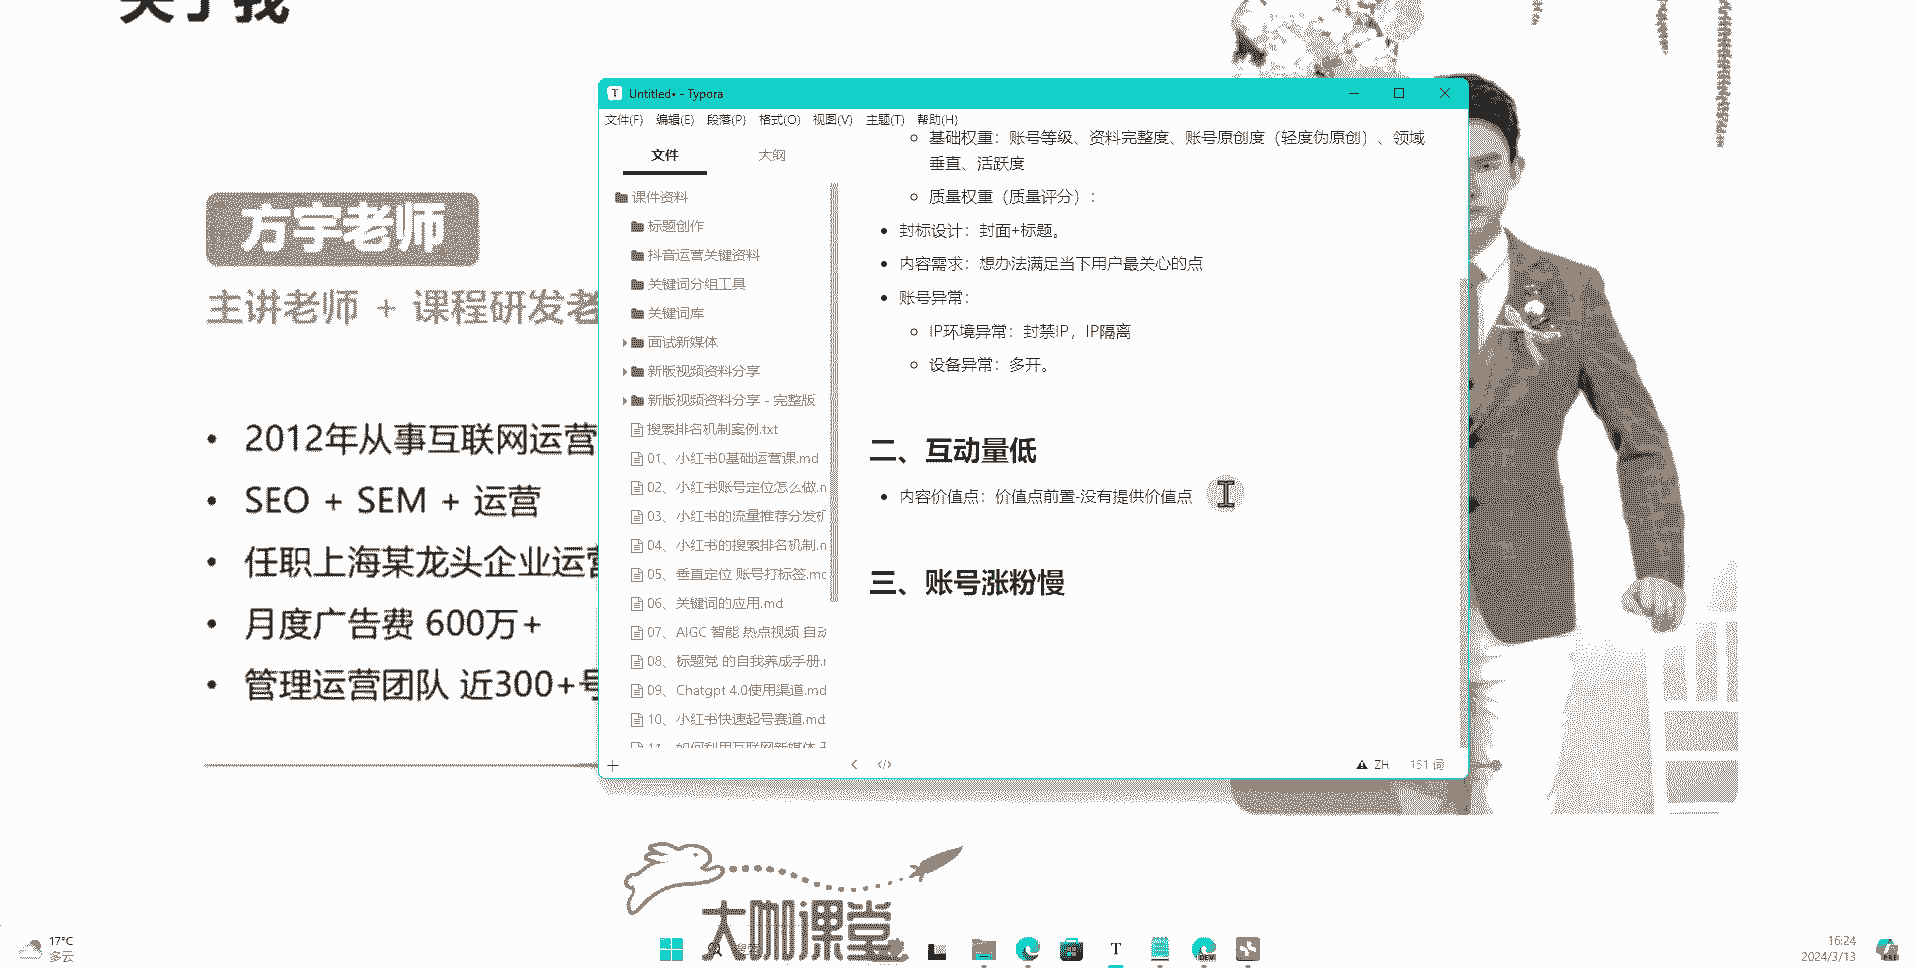 关于我
方宇老师
主讲老师 + 课程研发老
2012年从事互联网运营
SEO + SEM + 运营
任职上海某龙头企业运营
月度广告费 600万+
管理运营团队 近300+号
Untitled• - Typora
文件(F) 编辑(E) 段落(P) 格式(O) 视图(V) 主题(T) 帮助(H)
文件 大纲
课件资料
标题创作
抖音运营关键资料
关键词分组工具
关键词库
面试新媒体
新版视频资料分享
新版视频资料分享 - 完整版
搜索排名机制案例.txt
01、小红书0基础运营课.md
02、小红书账号定位怎么做.n
03、小红书的流量推荐分发机
04、小红书的搜索排名机制.n
05、垂直定位 账号打标签.mc
06、关键词的应用.md
07、AIGC 智能 热点视频 自动
08、标题党 的自我养成手册.r
09、Chatgpt 4.0使用渠道.md
10、小红书快速起号赛道.md
11、如何利用互联网新媒体
基础权重：账号等级、资料完整度、账号原创度（轻度伪原创）、领域
垂直、活跃度
质量权重（质量评分）：
封标设计：封面+标题。
内容需求：想办法满足当下用户最关心的点
账号异常：
IP环境异常：封禁IP，IP隔离
设备异常：多开。
二、互动量低
内容价值点：价值点前置-没有提供价值点
三、账号涨粉慢
ZH 151 词
大咖课堂
17°C
多云
搜索
T
DEV
16:24
2024/3/13
PRE